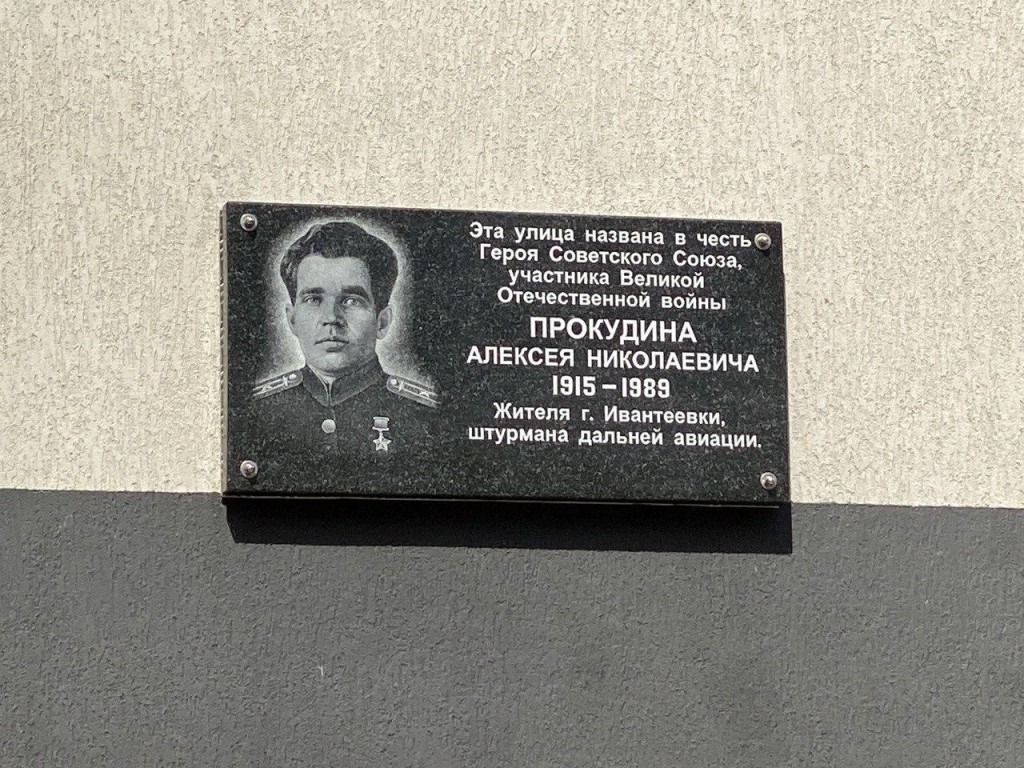 Эта улица названа в честь
Героя Советского Союза,
участника Великой
Отечественной войны
ПРОКУДИНА
АЛЕКСЕЯ НИКОЛАЕВИЧА
1915 – 1989
Жителя г. Ивантеевки,
штурмана дальней авиации.